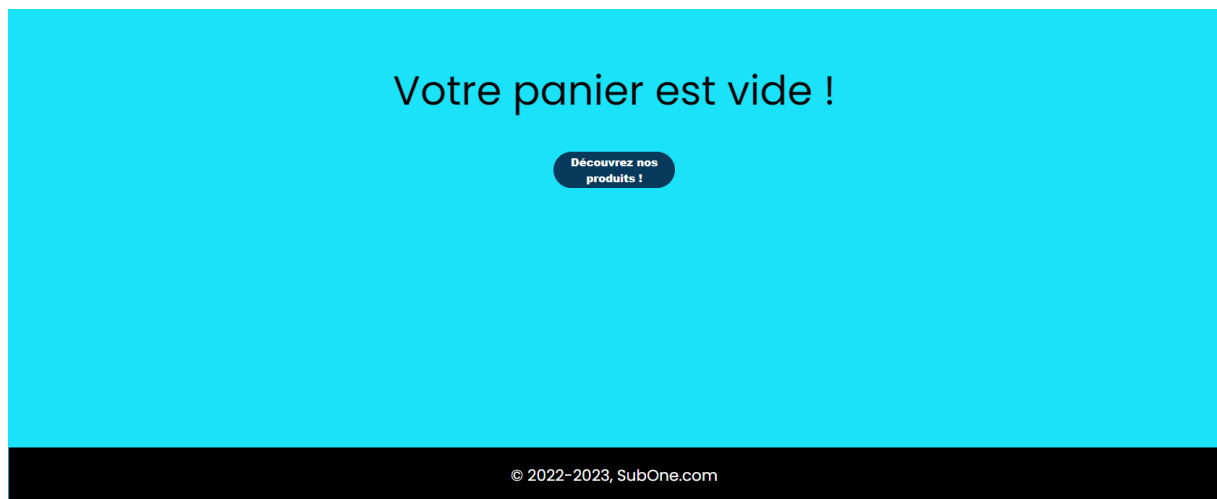 Votre panier est vide !
Découvrez nos
produits !
© 2022-2023, SubOne.com